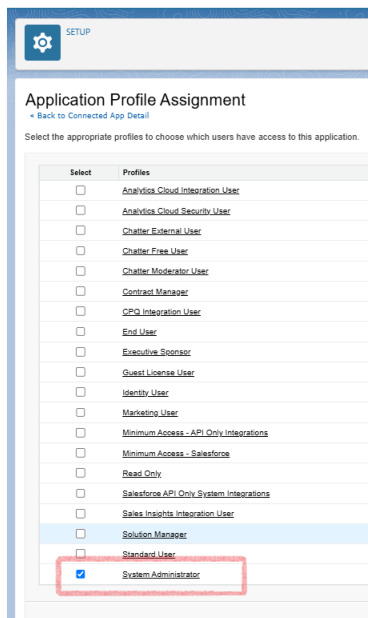 SETUP
Application Profile Assignment
« Back to Connected App Detail
Select the appropriate profiles to choose which users have access to this application.
Select Profiles
Analytics Cloud Integration User
Analytics Cloud Security User
Chatter External User
Chatter Free User
Chatter Moderator User
Contract Manager
CPQ Integration User
End User
Executive Sponsor
Guest License User
Identity User
Marketing User
Minimum Access - API Only Integrations
Minimum Access - Salesforce
Read Only
Salesforce API Only System Integrations
Sales Insights Integration User
Solution Manager
Standard User
System Administrator